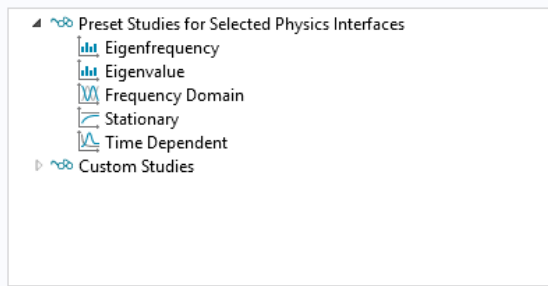 Preset Studies for Selected Physics Interfaces
Eigenfrequency
Eigenvalue
Frequency Domain
Stationary
Time Dependent
Custom Studies